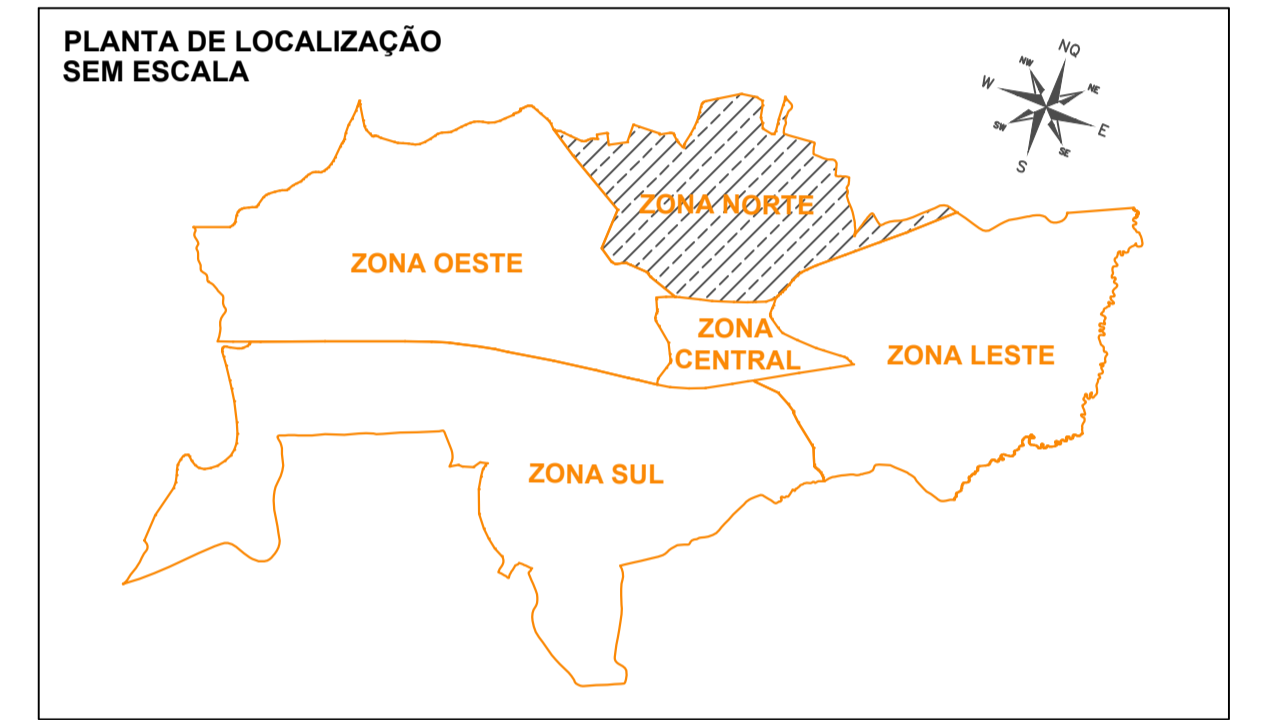 PLANTA DE LOCALIZAÇÃO
SEM ESCALA
NQ
NW
NE
W
E
SW
SE
S
ZONA NORTE
ZONA OESTE
ZONA
CENTRAL
ZONA LESTE
ZONA SUL